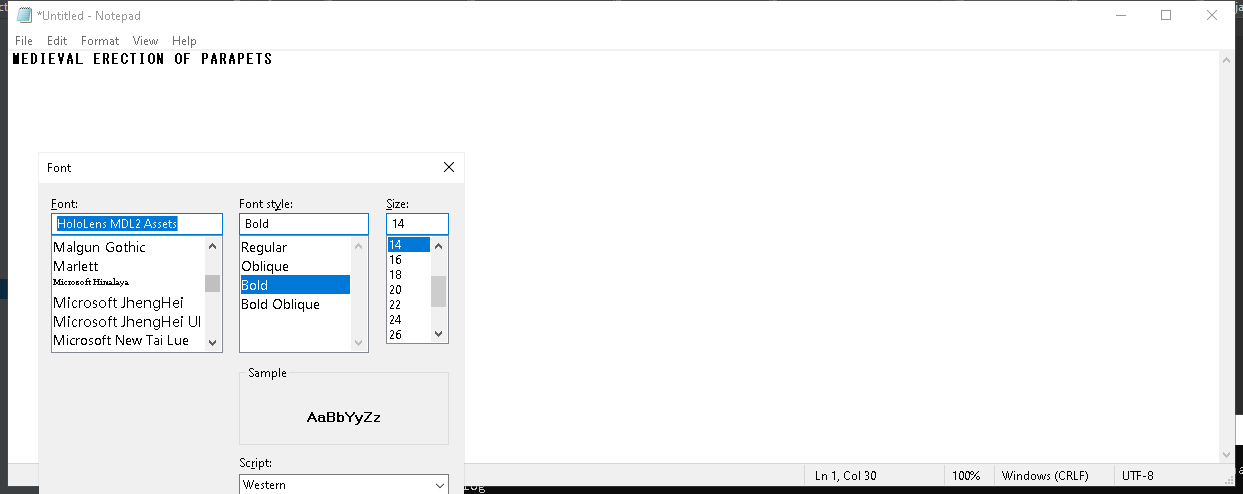 *Untitled - Notepad
File Edit Format View Help
MEDIEVAL ERECTION OF PARAPETS
Font
Font: Font style: Size:
HoloLens MDL2 Assets Bold 14
Malgun Gothic Regular 14
Marlett Oblique 16
Microsoft Himalaya Bold 18
Microsoft JhengHei Bold Oblique 20
Microsoft JhengHei UI 22
Microsoft New Tai Lue 24
26
Sample
AaBbYyZz
Script:
Western
Ln 1, Col 30 100% Windows (CRLF) UTF-8